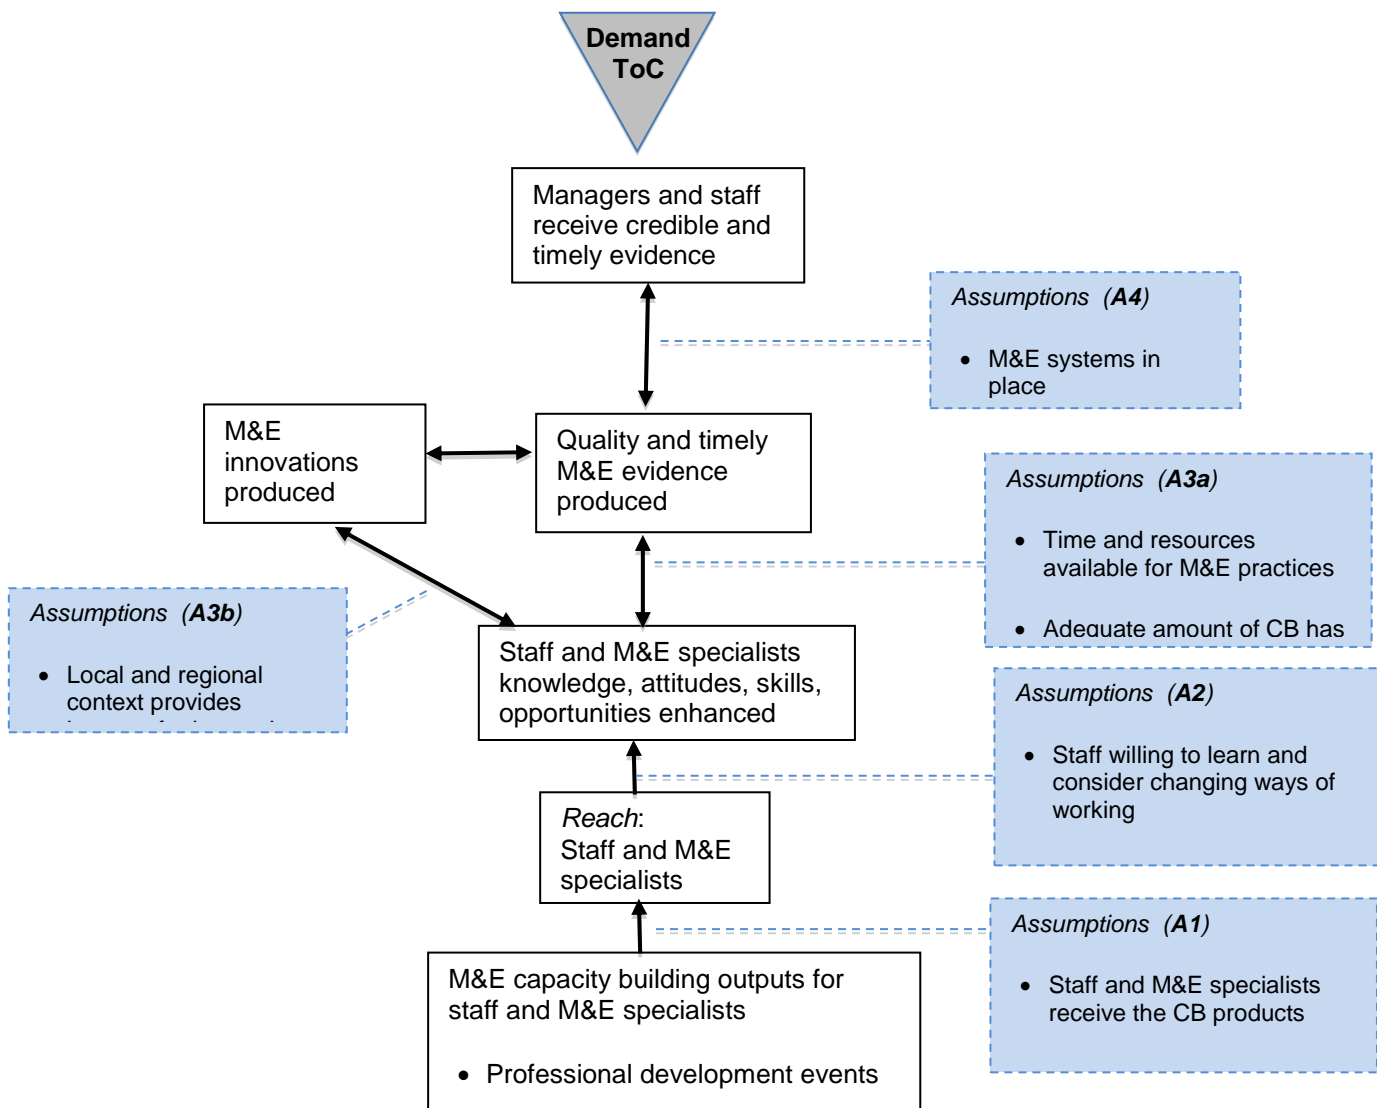 Demand
ToC
Managers and staff
receive credible and
timely evidence
Assumptions (A4)
• M&E systems in
place
M&E
innovations
produced
Quality and timely
M&E evidence
produced
Assumptions (A3a)
• Time and resources
available for M&E practices
• Adequate amount of CB has
Assumptions (A3b)
• Local and regional
context provides
Staff and M&E specialists
knowledge, attitudes, skills,
opportunities enhanced
Assumptions (A2)
• Staff willing to learn and
consider changing ways of
working
Reach:
Staff and M&E
specialists
Assumptions (A1)
• Staff and M&E specialists
receive the CB products
M&E capacity building outputs for
staff and M&E specialists
• Professional development events